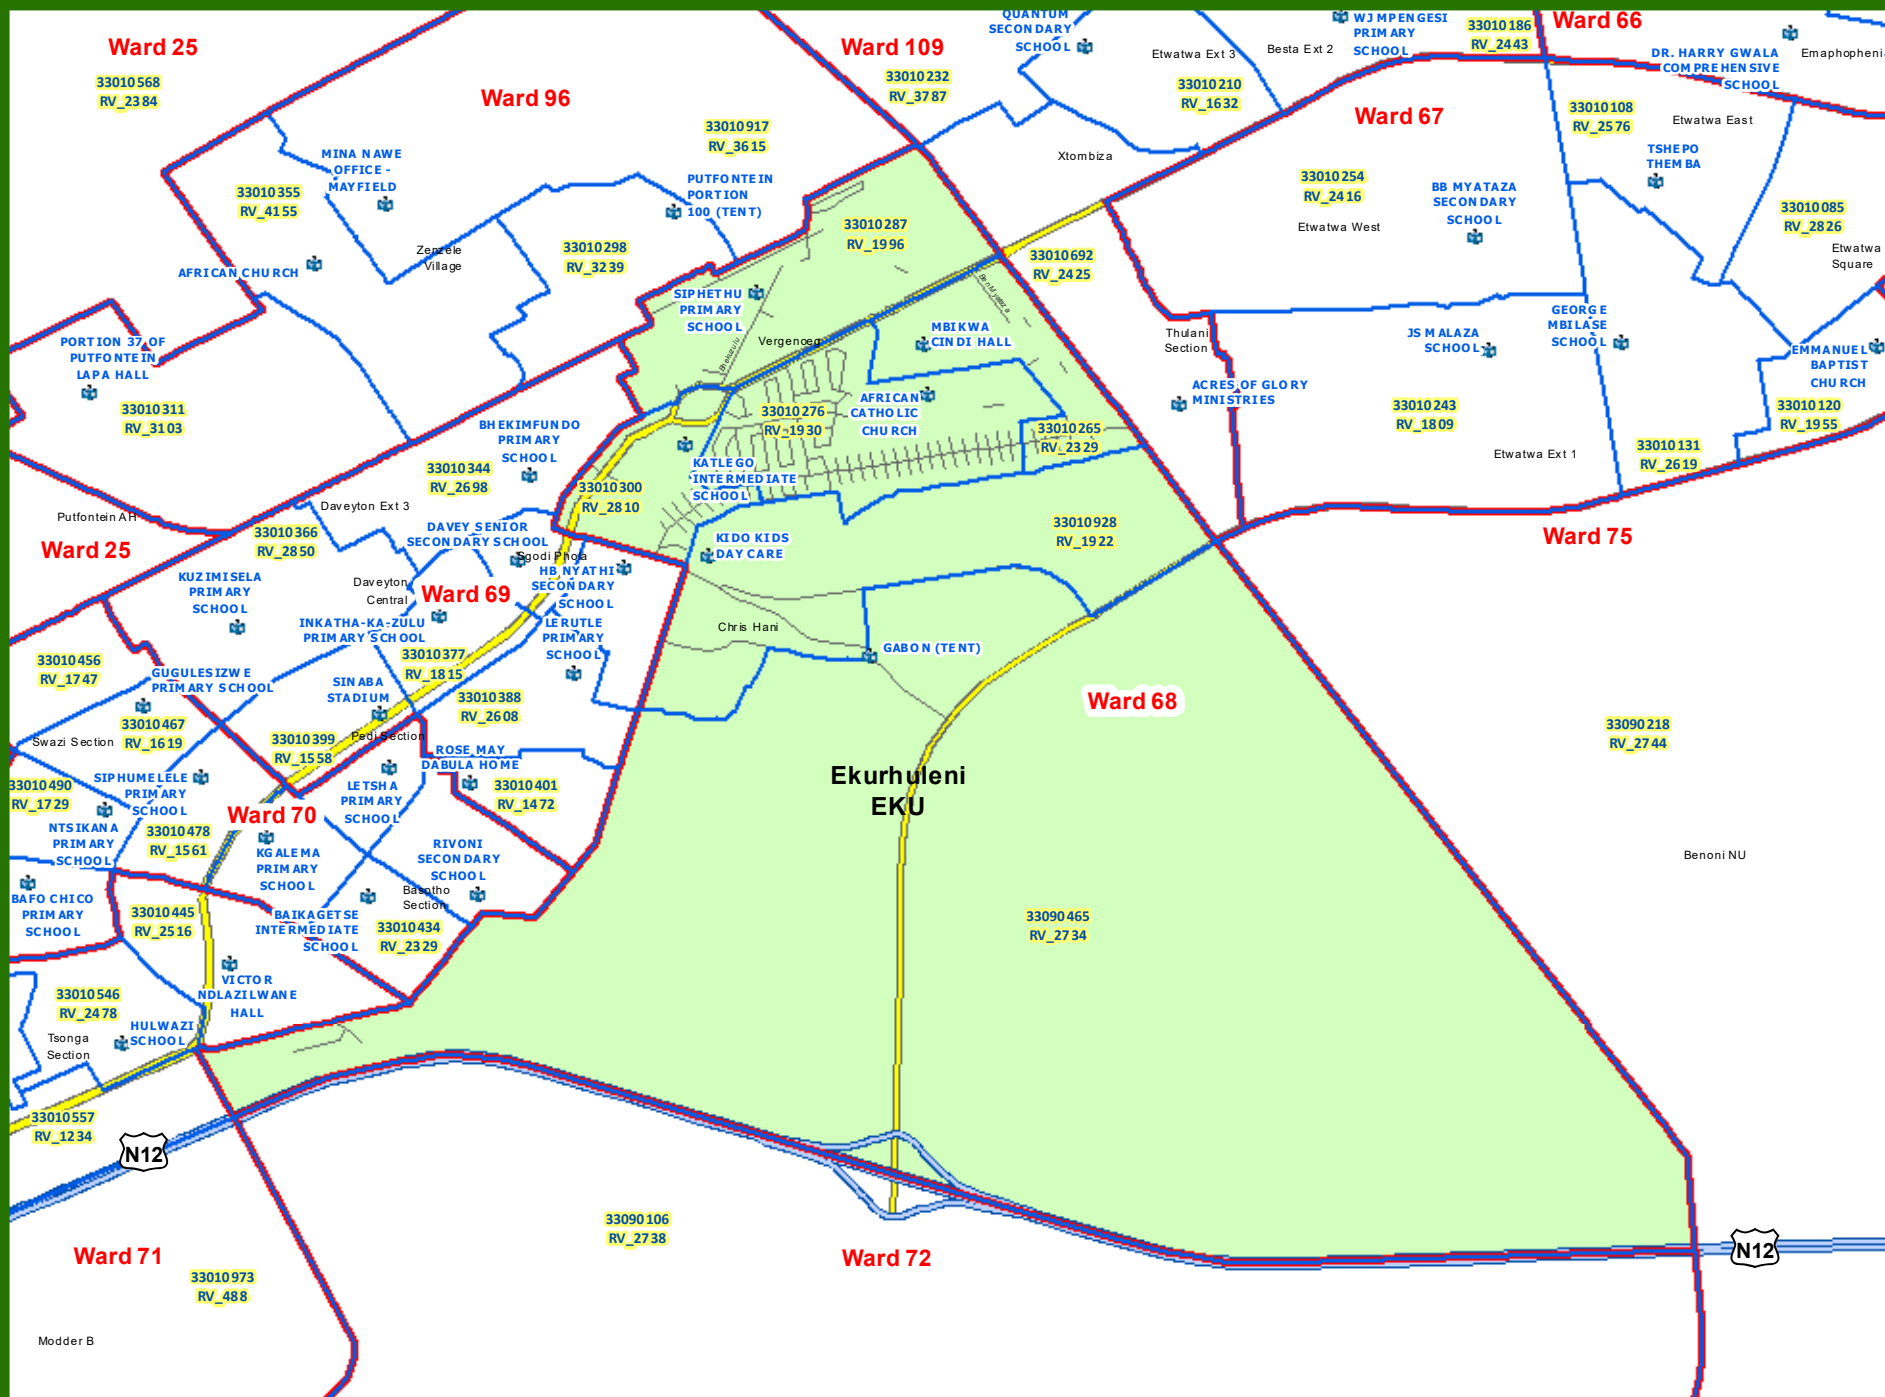 Ward 25
33010568
RV_2384
Ward 96
33010917
RV_3615
Ward 109
33010232
RV_3787
QUANTUM
SECONDARY
SCHOOL
Etwatwa Ext 3
33010210
RV_1632
Besta Ext 2
WJ MPENGESI
PRIMARY
SCHOOL
33010186
RV_2443
Ward 66
DR. HARRY GWALA
COMPREHENSIVE
SCHOOL
Emaphopheni
Ward 67
33010108
RV_2576
Etwatwa East
TSHEPO
THEMBA
Xtombiza
33010254
RV_2416
Etwatwa West
BB MYATAZA
SECONDARY
SCHOOL
33010085
RV_2826
Etwatwa
Square
MINA NAWE
OFFICE -
MAYFIELD
33010355
RV_4155
AFRICAN CHURCH
Zenzele
Village
33010298
RV_3239
PUTFONTEIN
PORTION
100 (TENT)
33010287
RV_1996
33010692
RV_2425
Ben Myataza
SIPHETHU
PRIMARY
SCHOOL
Vergenoeg
MBIKWA
CINDI HALL
Thulani
Section
JS MALAZA
SCHOOL
GEORGE
MBILASE
SCHOOL
EMMANUEL
BAPTIST
CHURCH
PORTION 37 OF
PUTFONTEIN
LAPA HALL
33010311
RV_3103
ACRES OF GLORY
MINISTRIES
33010243
RV_1809
33010120
RV_1955
33010131
RV_2619
Etwatwa Ext 1
AFRICAN
CATHOLIC
CHURCH
33010276
RV_1930
33010265
RV_2329
BHEKIMFUNDO
PRIMARY
SCHOOL
33010344
RV_2698
KATLEGO
INTERMEDIATE
SCHOOL
33010300
RV_2810
Putfontein AH
Ward 25
Daveyton Ext 3
33010366
RV_2850
DAVEY SENIOR
SECONDARY SCHOOL
Sgodi Phola
HB NYATHI
SECONDARY
SCHOOL
KIDO KIDS
DAY CARE
33010928
RV_1922
Ward 75
KUZIMISELA
PRIMARY
SCHOOL
Daveyton
Central
Ward 69
INKATHA-KA-ZULU
PRIMARY SCHOOL
LERUTLE
PRIMARY
SCHOOL
Chris Hani
GABON (TENT)
33010456
RV_1747
GUGULESIZWE
PRIMARY SCHOOL
33010377
RV_1815
SINABA
STADIUM
33010388
RV_2608
Ward 68
33090218
RV_2744
Swazi Section
33010467
RV_1619
33010399
RV_1558
Pedi Section
ROSE MAY
DABULA HOME
33010401
RV_1472
Ekurhuleni
EKU
33010490
RV_1729
SIPHUMELELE
PRIMARY
SCHOOL
LETSHA
PRIMARY
SCHOOL
Ward 70
NTSIKANA
PRIMARY
SCHOOL
33010478
RV_1561
KGALEMA
PRIMARY
SCHOOL
RIVONI
SECONDARY
SCHOOL
Basotho
Section
Benoni NU
BAFO CHICO
PRIMARY
SCHOOL
33010445
RV_2516
BAIKAGETSE
INTERMEDIATE
SCHOOL
33010434
RV_2329
33090465
RV_2734
VICTOR
NDLAZILWANE
HALL
33010546
RV_2478
HULWAZI
SCHOOL
Tsonga
Section
33010557
RV_1234
N12
33090106
RV_2738
Ward 71
33010973
RV_488
Ward 72
N12
Modder B